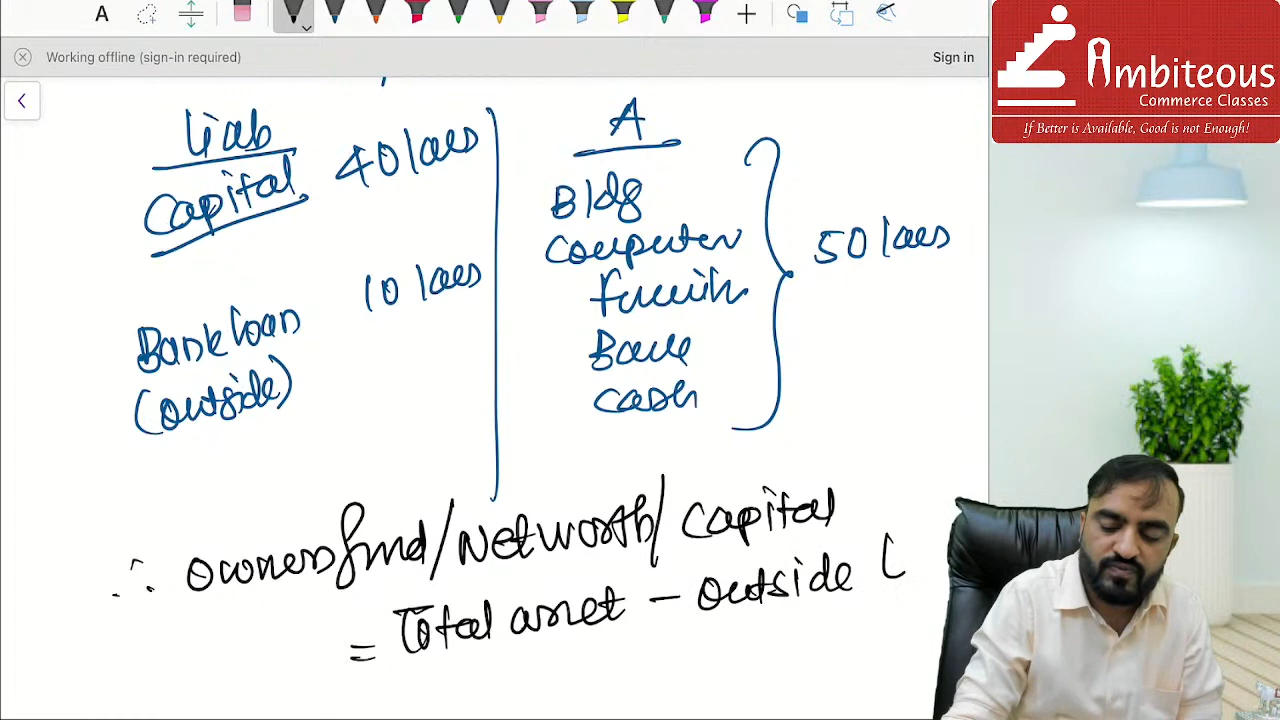 A
Working offline (sign-in required)
Sign in
Ambiteous
Commerce Classes
If Better is Available, Good is not Enough!
Liab
Capital 40 lacs
Bank loan 10 lacs
(outside)
A
Bldg
Computer
Furnith
Bank
Cash
50 lacs
∴ owners fund/Networth/capital
= Total asset - outside L